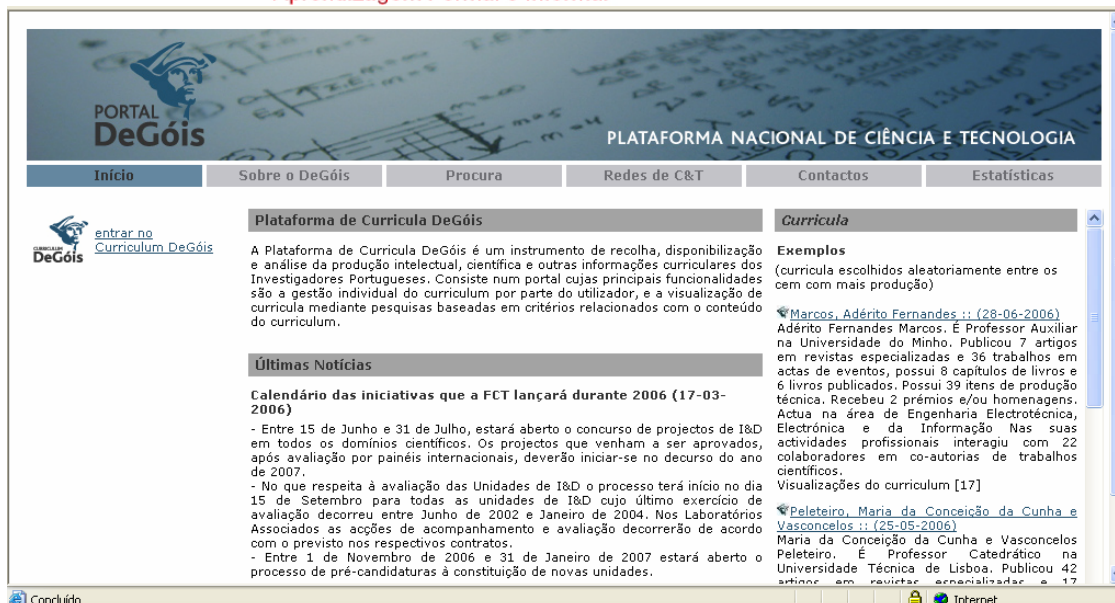 PORTAL
DeGóis
PLATAFORMA NACIONAL DE CIÊNCIA E TECNOLOGIA
Início
Sobre o DeGóis
Procura
Redes de C&T
Contactos
Estatísticas
CURRICULUM
DeGóis
entrar no
Curriculum DeGóis
Plataforma de Curricula DeGóis
A Plataforma de Curricula DeGóis é um instrumento de recolha, disponibilização
e análise da produção intelectual, científica e outras informações curriculares dos
Investigadores Portugueses. Consiste num portal cujas principais funcionalidades
são a gestão individual do curriculum por parte do utilizador, e a visualização de
curricula mediante pesquisas baseadas em critérios relacionados com o conteúdo
do curriculum.
Últimas Notícias
Calendário das iniciativas que a FCT lançará durante 2006 (17-03-
2006)
- Entre 15 de Junho e 31 de Julho, estará aberto o concurso de projectos de I&D
em todos os domínios científicos. Os projectos que venham a ser aprovados,
após avaliação por painéis internacionais, deverão iniciar-se no decurso do ano
de 2007.
- No que respeita à avaliação das Unidades de I&D o processo terá início no dia
15 de Setembro para todas as unidades de I&D cujo último exercício de
avaliação decorreu entre Junho de 2002 e Janeiro de 2004. Nos Laboratórios
Associados as acções de acompanhamento e avaliação decorrerão de acordo
com o previsto nos respectivos contratos.
- Entre 1 de Novembro de 2006 e 31 de Janeiro de 2007 estará aberto o
processo de pré-candidaturas à constituição de novas unidades.
Curricula
Exemplos
(curricula escolhidos aleatoriamente entre os
cem com mais produção)
Marcos, Adérito Fernandes :: (28-06-2006)
Adérito Fernandes Marcos. É Professor Auxiliar
na Universidade do Minho. Publicou 7 artigos
em revistas especializadas e 36 trabalhos em
actas de eventos, possui 8 capítulos de livros e
6 livros publicados. Possui 39 itens de produção
técnica. Recebeu 2 prémios e/ou homenagens.
Actua na área de Engenharia Electrotécnica,
Electrónica e da Informação Nas suas
actividades profissionais interagiu com 22
colaboradores em co-autorias de trabalhos
científicos.
Visualizações do curriculum [17]
Peleteiro, Maria da Conceição da Cunha e
Vasconcelos :: (25-05-2006)
Maria da Conceição da Cunha e Vasconcelos
Peleteiro. É Professor Catedrático na
Universidade Técnica de Lisboa. Publicou 42
artigos em revistas especializadas e 17
Concluído
Internet